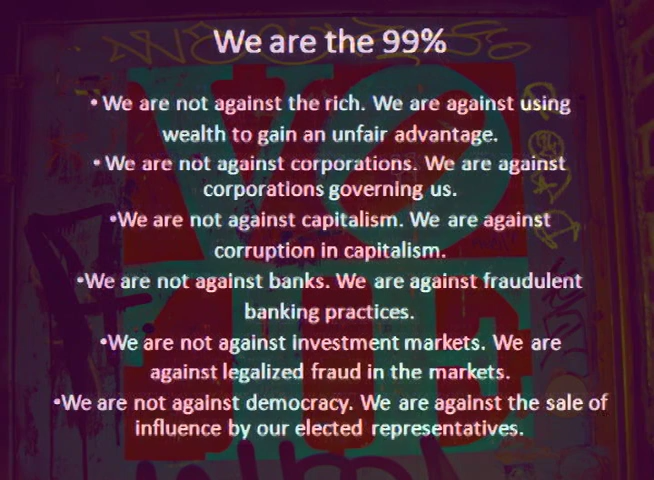 We are the 99%
• We are not against the rich. We are against using
wealth to gain an unfair advantage.
• We are not against corporations. We are against
corporations governing us.
•We are not against capitalism. We are against
corruption in capitalism.
•We are not against banks. We are against fraudulent
banking practices.
•We are not against investment markets. We are
against legalized fraud in the markets.
•We are not against democracy. We are against the sale of
influence by our elected representatives.
VO
TE